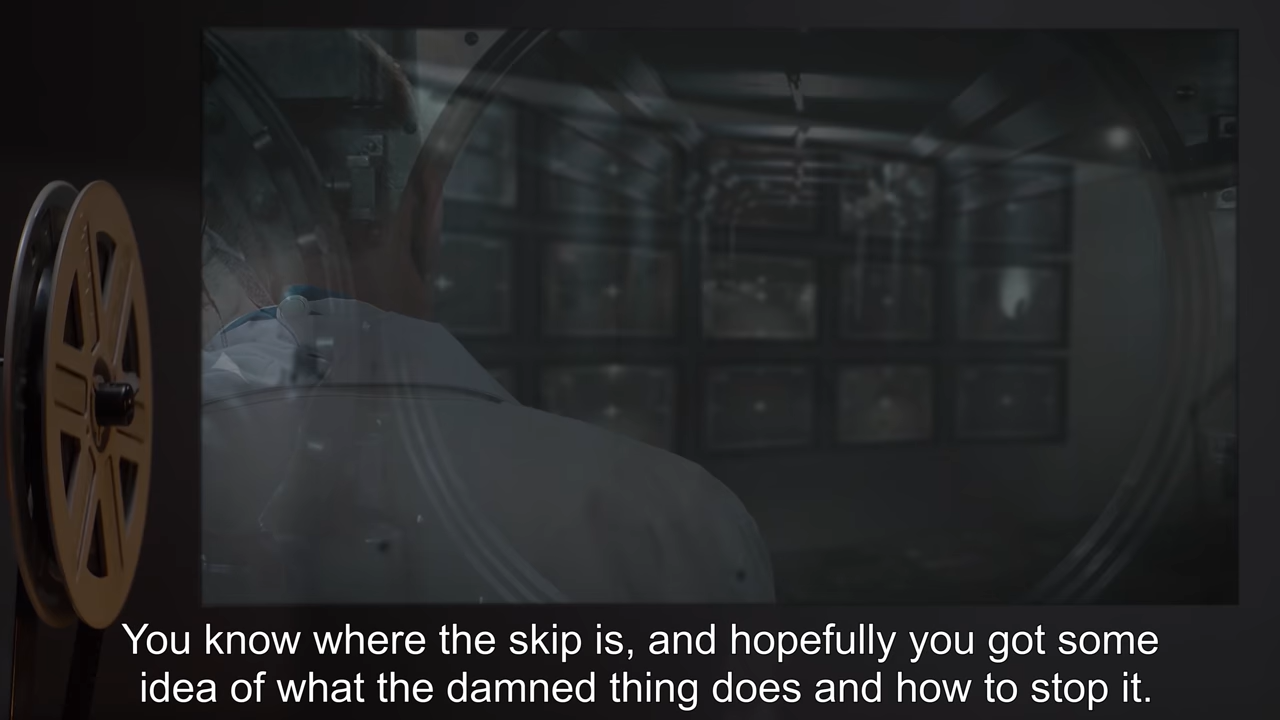 You know where the skip is, and hopefully you got some
idea of what the damned thing does and how to stop it.